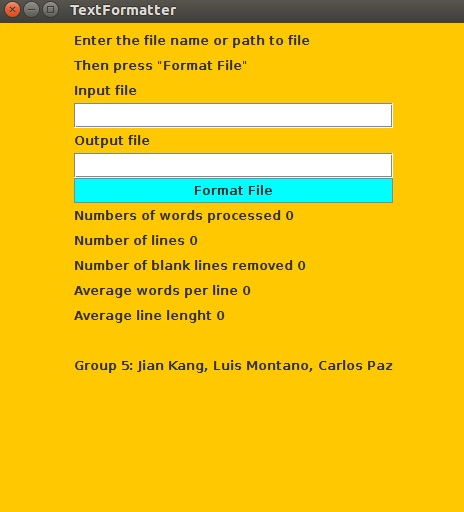 TextFormatter
Enter the file name or path to file
Then press "Format File"
Input file
Output file
Format File
Numbers of words processed 0
Number of lines 0
Number of blank lines removed 0
Average words per line 0
Average line lenght 0
Group 5: Jian Kang, Luis Montano, Carlos Paz